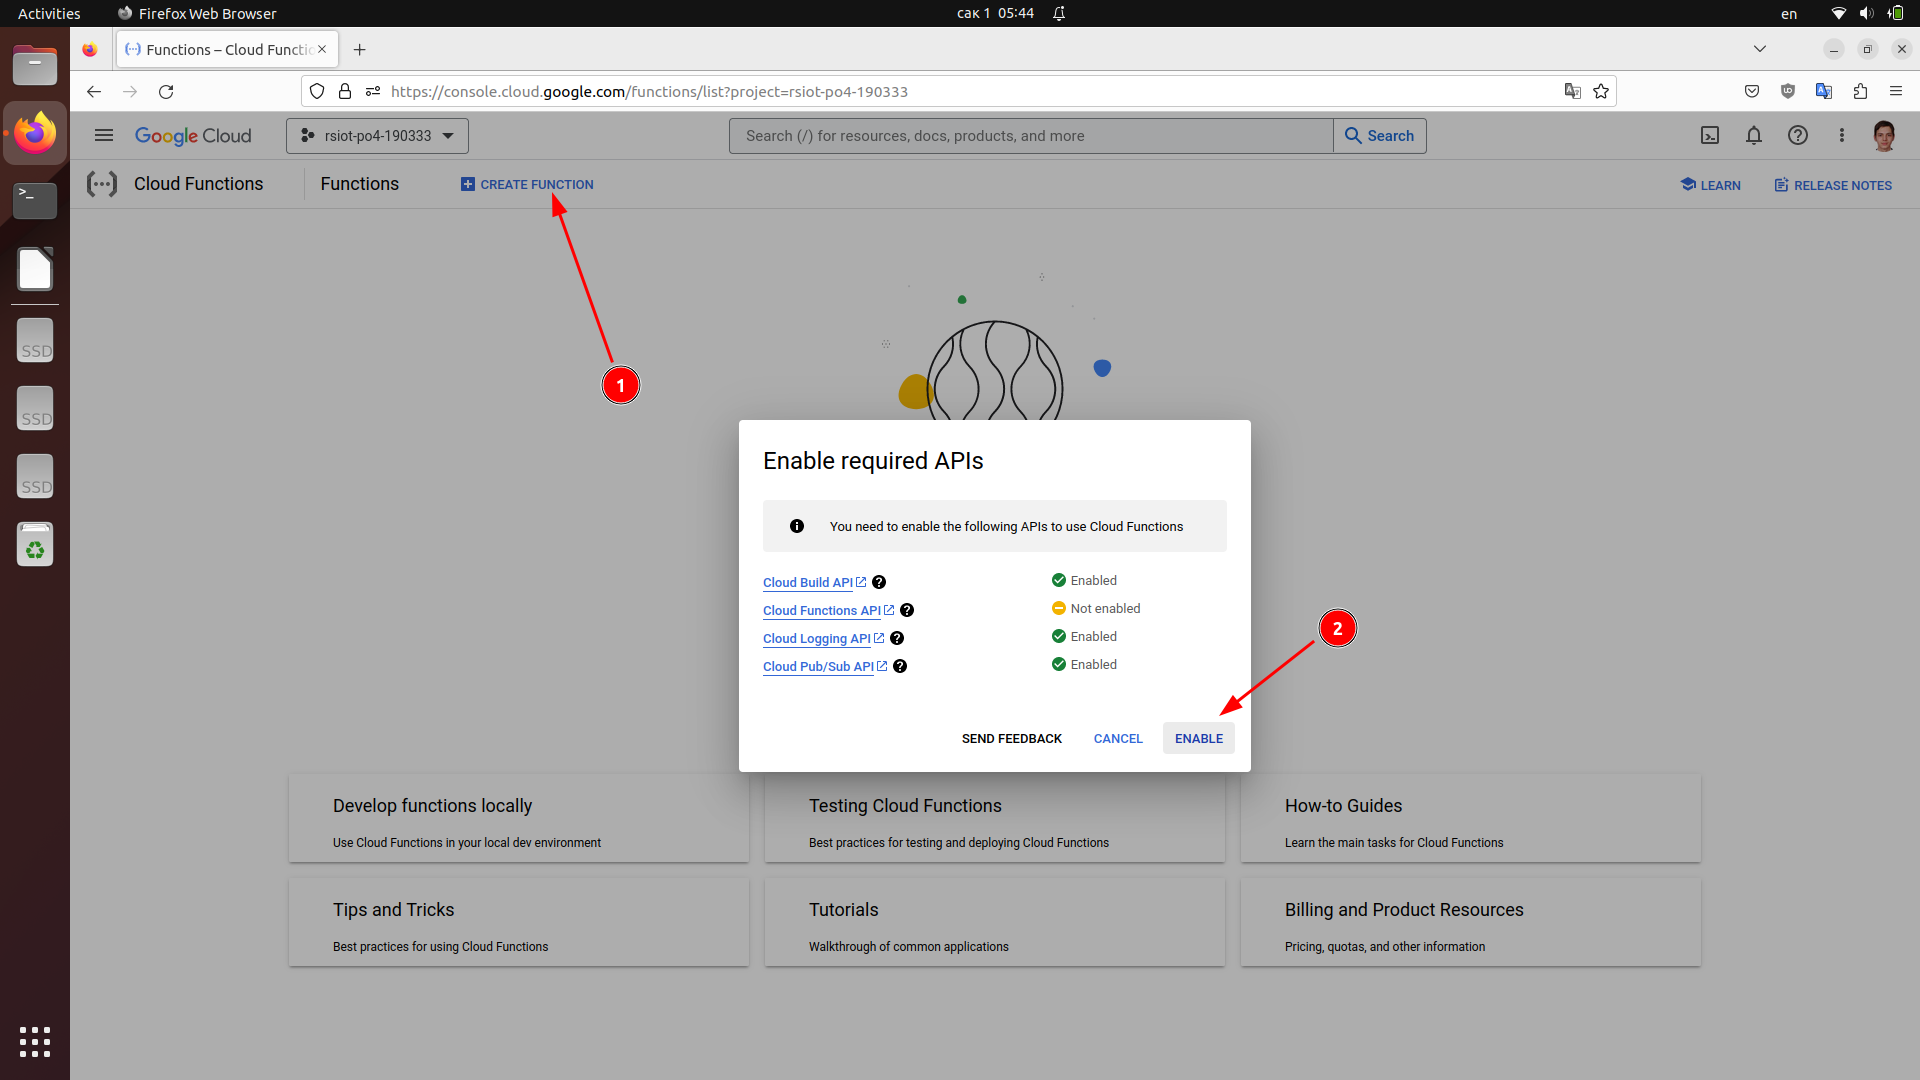 Activities
Firefox Web Browser
сак 1 05:44
en
Functions – Cloud Functio
https://console.cloud.google.com/functions/list?project=rsiot-po4-190333
Google Cloud
rsiot-po4-190333
Search (/) for resources, docs, products, and more
Search
Cloud Functions
Functions
CREATE FUNCTION
LEARN
RELEASE NOTES
1
Enable required APIs
You need to enable the following APIs to use Cloud Functions
Cloud Build API
Enabled
Cloud Functions API
Not enabled
Cloud Logging API
Enabled
Cloud Pub/Sub API
Enabled
2
SEND FEEDBACK
CANCEL
ENABLE
SSD
SSD
SSD
Develop functions locally
Use Cloud Functions in your local dev environment
Testing Cloud Functions
Best practices for testing and deploying Cloud Functions
How-to Guides
Learn the main tasks for Cloud Functions
Tips and Tricks
Best practices for using Cloud Functions
Tutorials
Walkthrough of common applications
Billing and Product Resources
Pricing, quotas, and other information